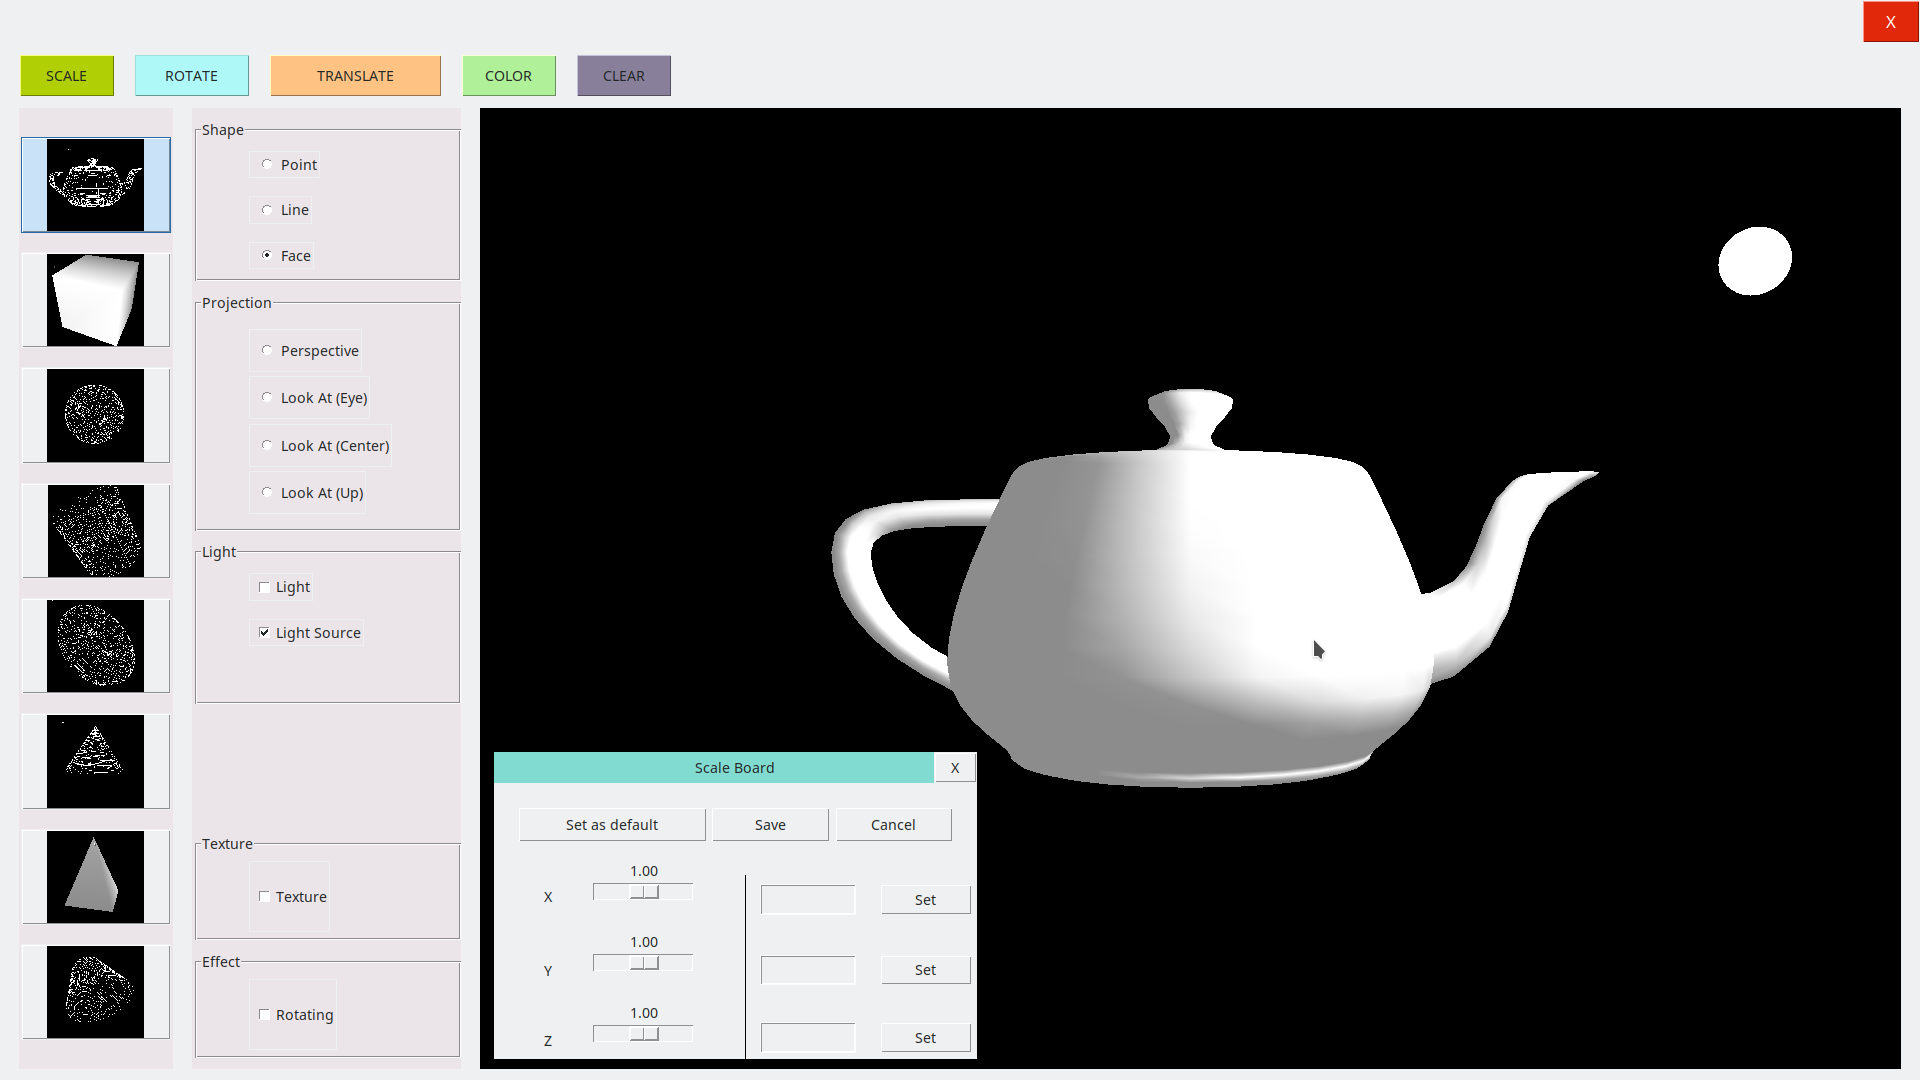 X
SCALE
ROTATE
TRANSLATE
COLOR
CLEAR
Shape
Point
Line
Face
Projection
Perspective
Look At (Eye)
Look At (Center)
Look At (Up)
Light
Light
Light Source
Texture
Texture
Effect
Rotating
Scale Board
X
Set as default
Save
Cancel
1.00
X
Set
1.00
Y
Set
1.00
Z
Set